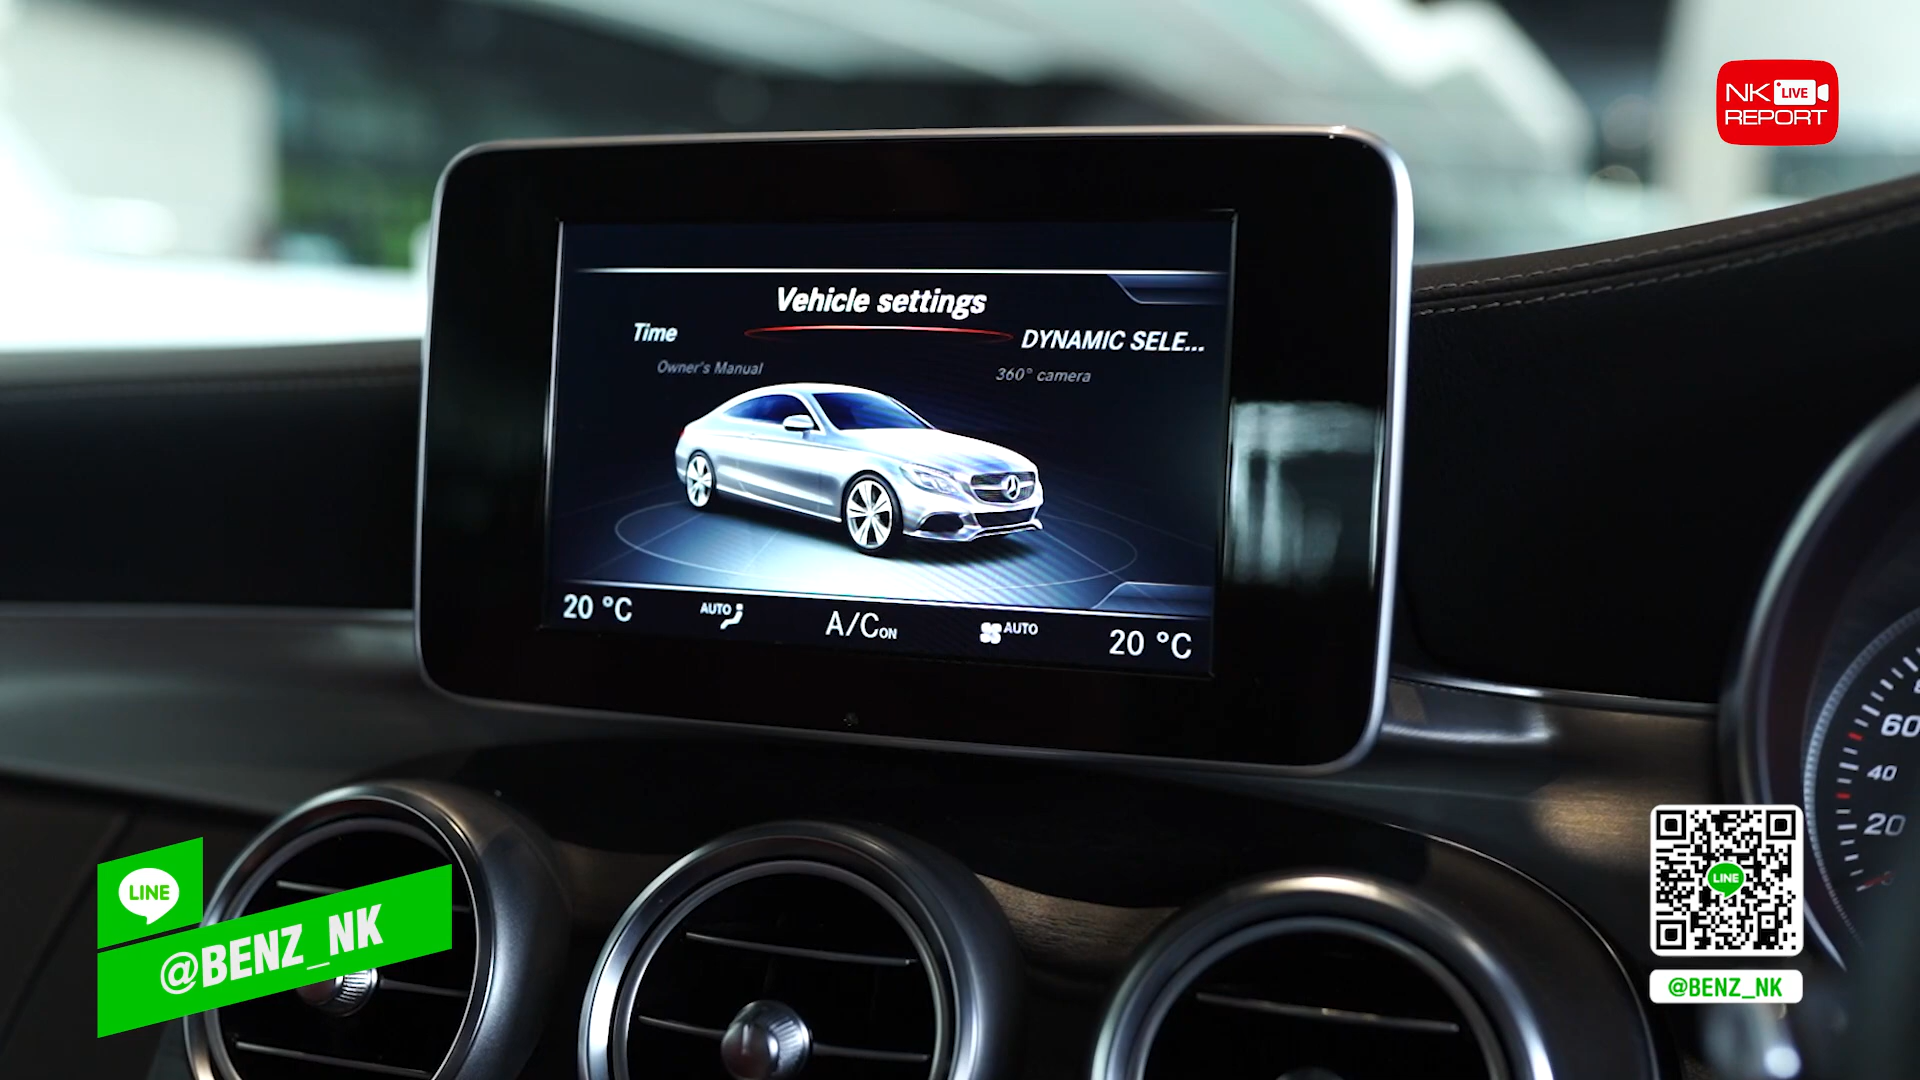 NK LIVE
REPORT
Vehicle settings
Time
DYNAMIC SELE...
Owner's Manual
360° camera
20 °C
AUTO
A/C ON
AUTO
20 °C
60
40
20
LINE
@BENZ_NK
LINE
@BENZ_NK